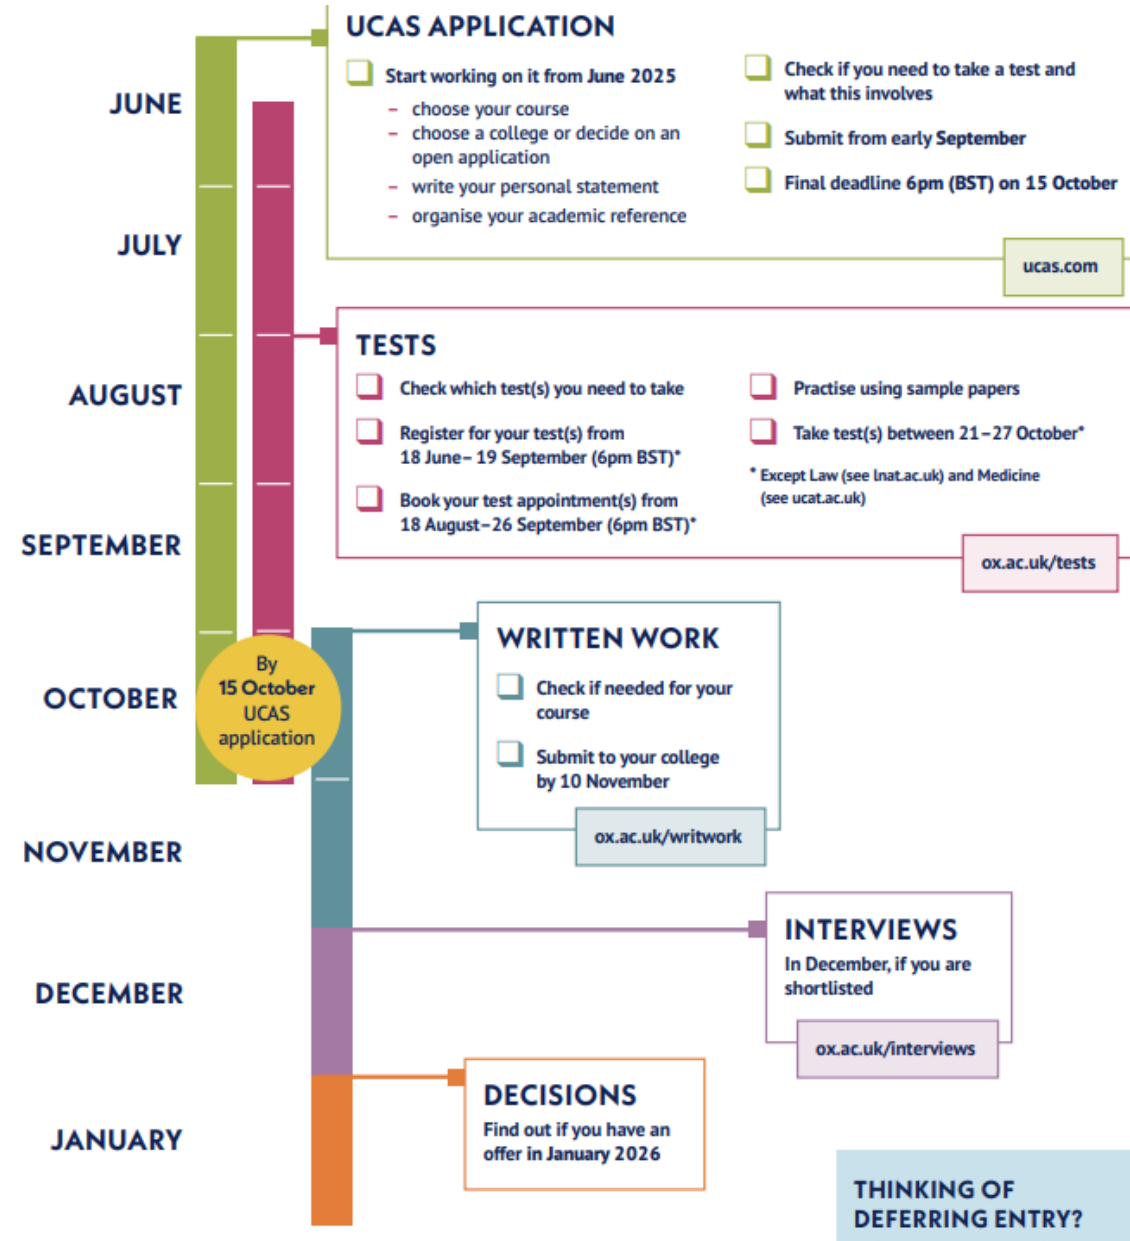 UCAS APPLICATION
Start working on it from June 2025
– choose your course
– choose a college or decide on an
open application
– write your personal statement
– organise your academic reference
Check if you need to take a test and
what this involves
Submit from early September
Final deadline 6pm (BST) on 15 October
ucas.com
JUNE
JULY
AUGUST
SEPTEMBER
OCTOBER
NOVEMBER
DECEMBER
JANUARY
TESTS
Check which test(s) you need to take
Register for your test(s) from
18 June– 19 September (6pm BST)*
Book your test appointment(s) from
18 August–26 September (6pm BST)*
Practise using sample papers
Take test(s) between 21–27 October*
* Except Law (see lnat.ac.uk) and Medicine
(see ucat.ac.uk)
ox.ac.uk/tests
By
15 October
UCAS
application
WRITTEN WORK
Check if needed for your
course
Submit to your college
by 10 November
ox.ac.uk/writwork
INTERVIEWS
In December, if you are
shortlisted
ox.ac.uk/interviews
DECISIONS
Find out if you have an
offer in January 2026
THINKING OF
DEFERRING ENTRY?